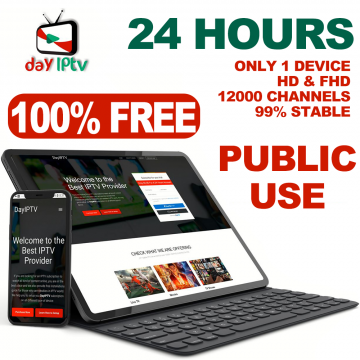 day IPtv
24 HOURS
ONLY 1 DEVICE
HD & FHD
12000 CHANNELS
99% STABLE
100% FREE
PUBLIC
USE
DayIPTV
Welcome to the
Best IPTV Provider
CHECK WHAT WE ARE OFFERING
DayIPTV
Welcome to the
Best IPTV
Provider